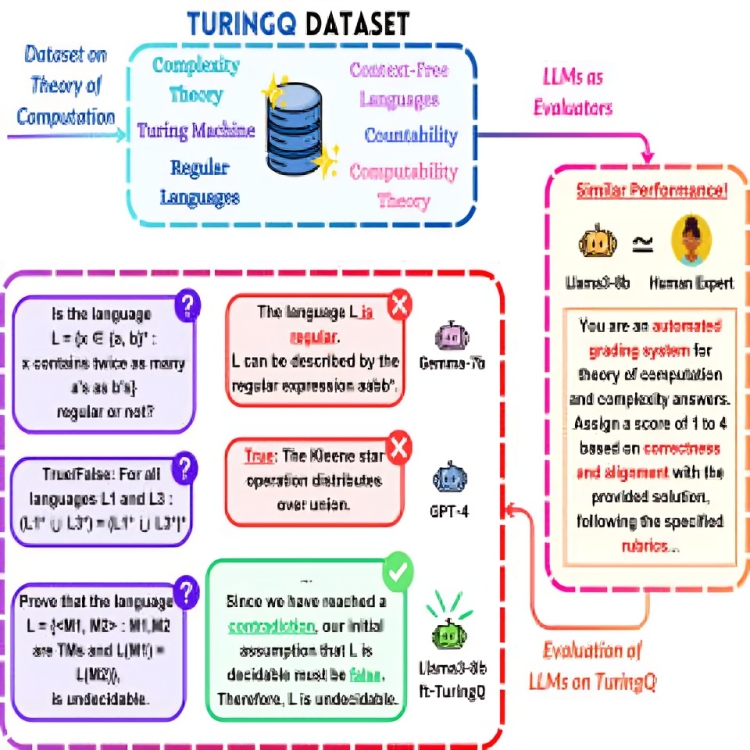 TURINGQ DATASET
Dataset on
Theory of
Computation
Complexity
Theory
Turing Machine
Regular
Languages
Context-Free
Languages
Countability
Computability
Theory
LLMs as
Evaluators
Similar Performance!
≃
Llama3-8b
Human Expert
You are an automated
grading system for
theory of computation
and complexity answers.
Assign a score of 1 to 4
based on correctness
and alignment with the
provided solution,
following the specified
rubrics...
Evaluation of
LLMs on TuringQ
?
Is the language
L = {x ∈ {a, b}* :
x contains twice as many
a's as b's}
regular or not?
The language L is
regular.
L can be described by the
regular expression
Gemma-7b
?
True/False: For all
languages L1 and L3 :
(L1* ∪ L3*) = (L1* ∪ L3*)*
True: The Kleene star
operation distributes
over union.
GPT-4
?
Prove that the language
L = {<M1, M2> : M1,M2
are TMs and L(M1) =
L(M2)},
is undecidable.
...
Since we have reached a
contradiction, our initial
assumption that L is
decidable must be false.
Therefore, L is undecidable.
Llama3-8b
ft-TuringQ